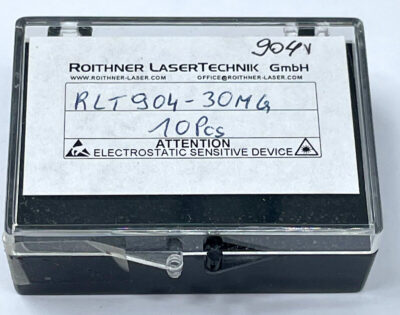 904V
ROITHNER LASERTECHNIK GMBH
WWW.ROITHNER-LASER.COM OFFICE@ROITHNER-LASER.COM
RLT904-30MG
10Pcs
ATTENTION
ELECTROSTATIC SENSITIVE DEVICE